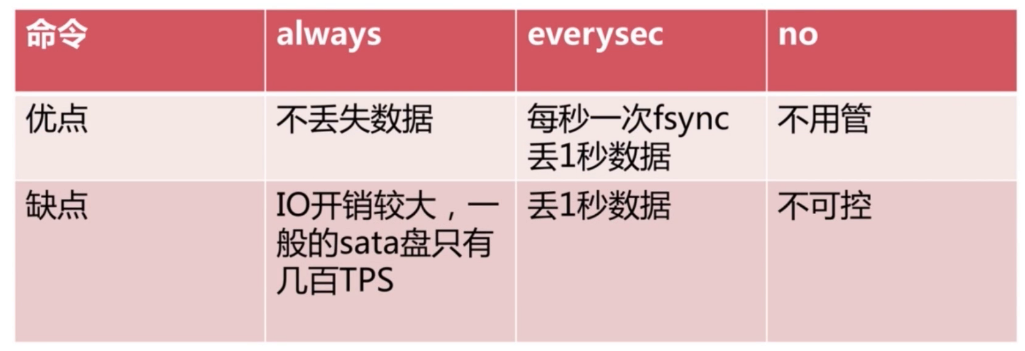 命令 always everysec no
优点 不丢失数据 每秒一次fsync 不用管
丢1秒数据
缺点 IO开销较大，一 丢1秒数据 不可控
般的sata盘只有
几百TPS